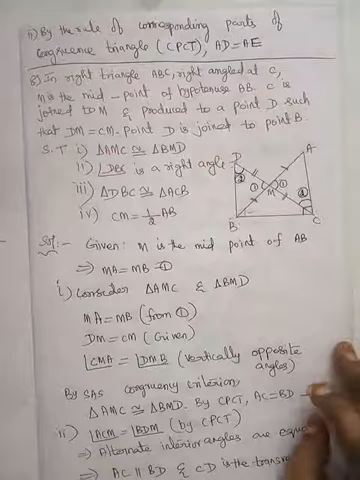 ii) By the rule of corresponding parts of
congruence triangle (CPCT), AD = AE
8) In right triangle ABC, right angled at C,
M is the mid-point of hypotenuse AB. C is
joined to M & produced to a point D such
that DM = CM. Point D is joined to point B.
S.T i) ΔAMC ≅ ΔBMD
ii) ∠DBC is a right angle
iii) ΔDBC ≅ ΔACB
iv) CM = 1/2 AB
D A
② ① M ① ②
B C
Sol:- Given: M is the mid point of AB
⇒ MA = MB -①
i.) Consider ΔAMC & ΔBMD
MA = MB (from ①)
DM = CM (Given)
∠CMA = ∠DMB (vertically opposite
angles)
By SAS congruency criterion,
ΔAMC ≅ ΔBMD. By CPCT, AC = BD -
ii) ∠ACM = ∠BDM (by CPCT)
⇒ Alternate interior angles are
⇒ AC || BD & CD is the